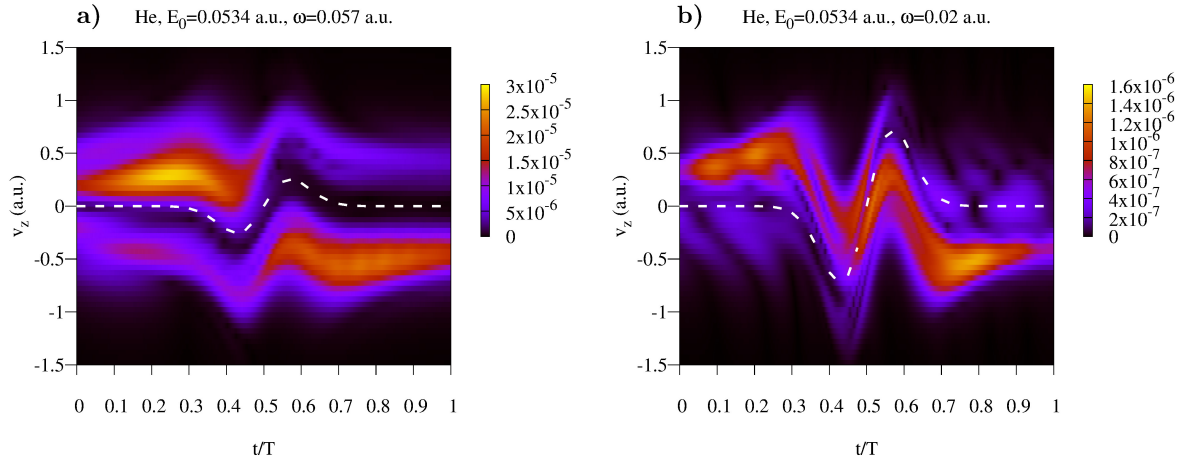 a) He, E₀=0.0534 a.u., ω=0.057 a.u.
1.5
1
0.5
0
-0.5
-1
-1.5
v_z (a.u.)
0 0.1 0.2 0.3 0.4 0.5 0.6 0.7 0.8 0.9 1
t/T
3x10⁻⁵
2.5x10⁻⁵
2x10⁻⁵
1.5x10⁻⁵
1x10⁻⁵
5x10⁻⁶
0
b) He, E₀=0.0534 a.u., ω=0.02 a.u.
1.5
1
0.5
0
-0.5
-1
-1.5
v_z (a.u.)
0 0.1 0.2 0.3 0.4 0.5 0.6 0.7 0.8 0.9 1
t/T
1.6x10⁻⁶
1.4x10⁻⁶
1.2x10⁻⁶
1x10⁻⁶
8x10⁻⁷
6x10⁻⁷
4x10⁻⁷
2x10⁻⁷
0